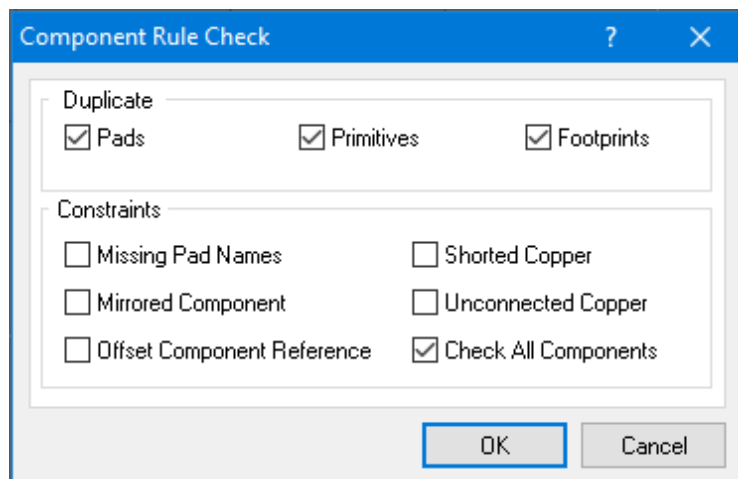 Component Rule Check ?
Duplicate
Pads Primitives Footprints
Constraints
Missing Pad Names Shorted Copper
Mirrored Component Unconnected Copper
Offset Component Reference Check All Components
OK Cancel